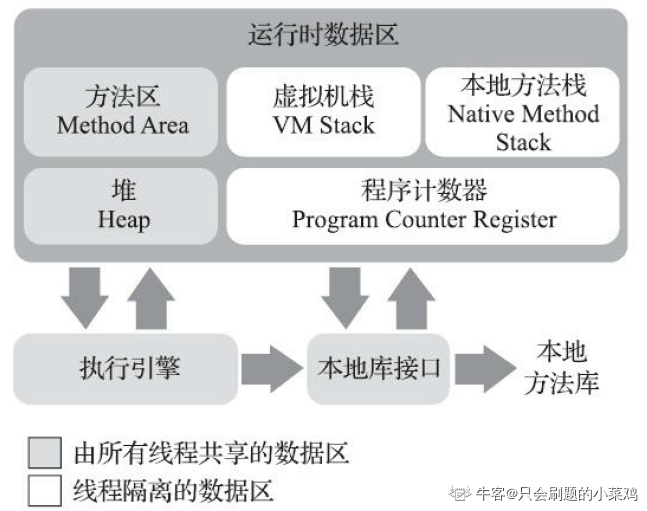 运行时数据区
方法区
Method Area
虚拟机栈
VM Stack
本地方法栈
Native Method
Stack
堆
Heap
程序计数器
Program Counter Register
执行引擎
本地库接口
本地
方法库
由所有线程共享的数据区
线程隔离的数据区
牛客@只会刷题的小菜鸡